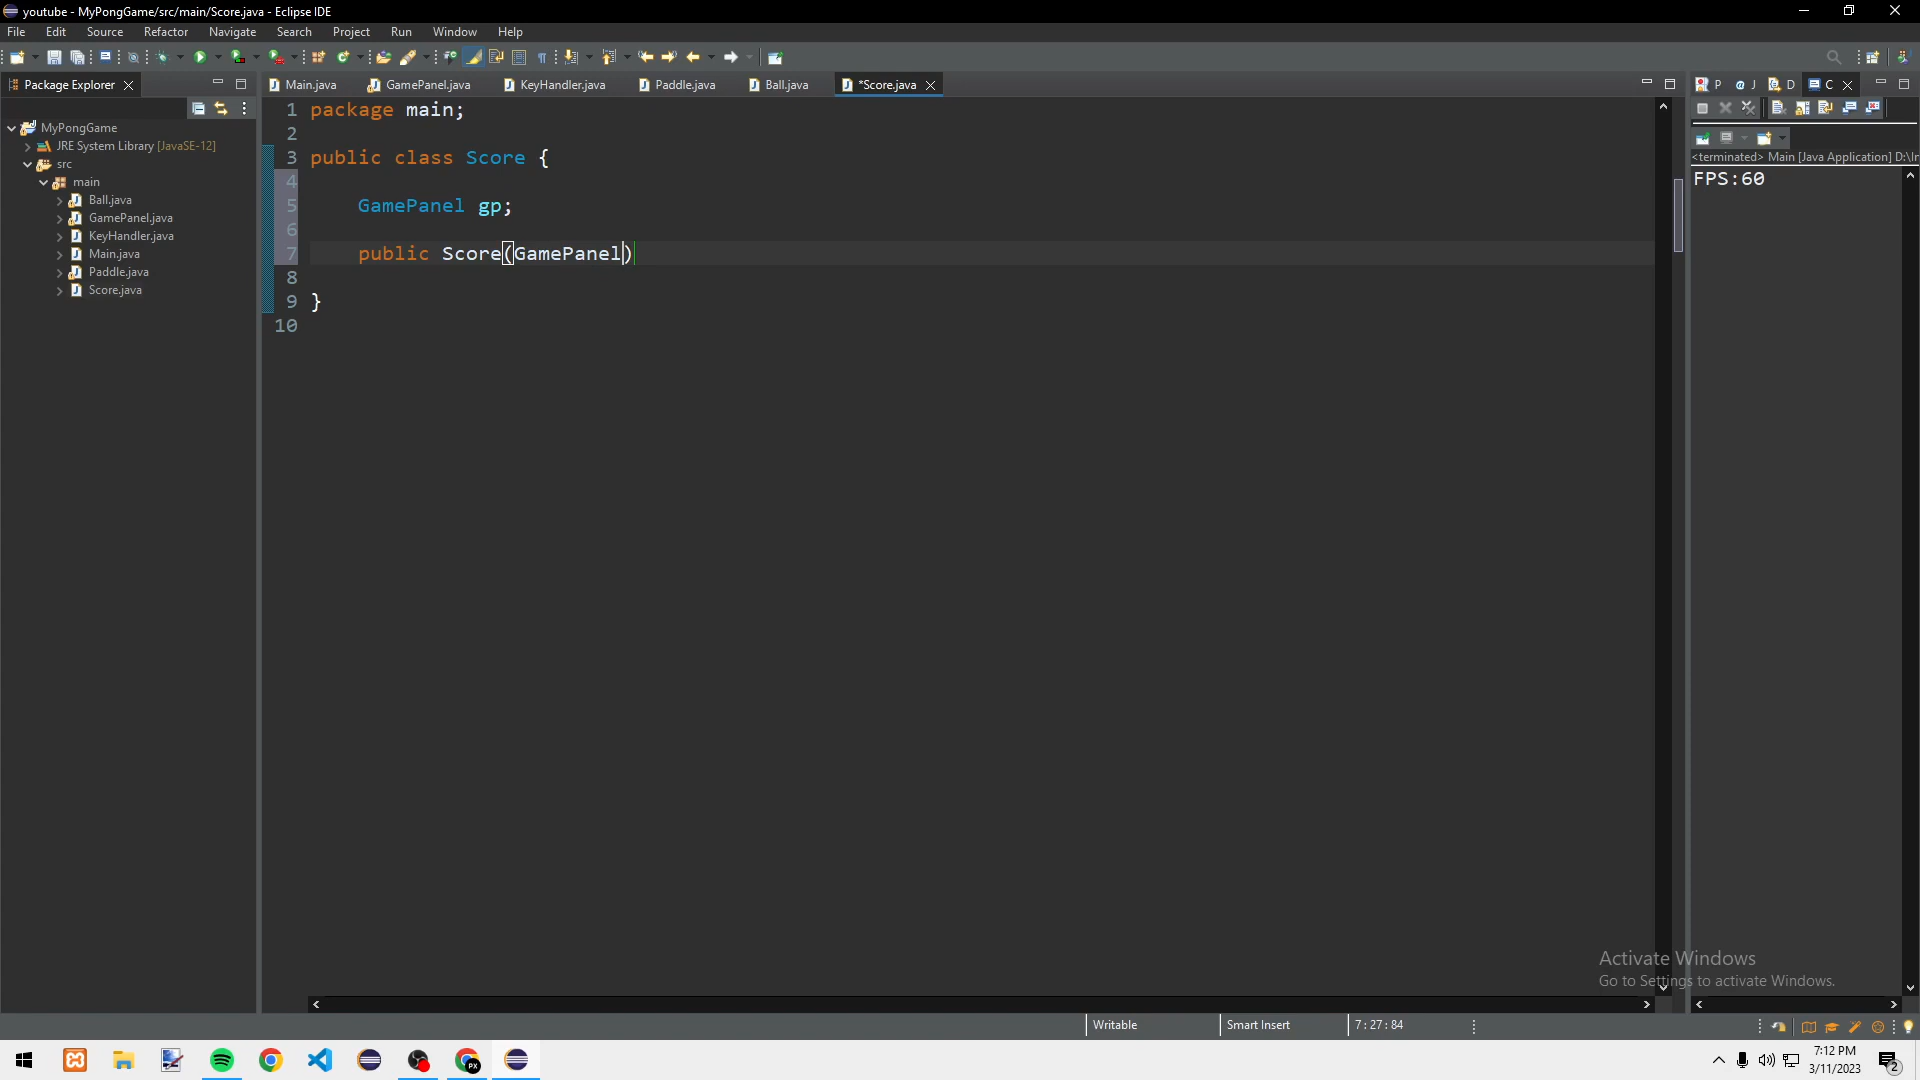 youtube - MyPongGame/src/main/Score.java - Eclipse IDE
File Edit Source Refactor Navigate Search Project Run Window Help
Package Explorer
Main.java GamePanel.java KeyHandler.java Paddle.java Ball.java *Score.java
P J D C
MyPongGame
JRE System Library [JavaSE-12]
src
main
Ball.java
GamePanel.java
KeyHandler.java
Main.java
Paddle.java
Score.java
1 package main;
2
3 public class Score {
4
5 GamePanel gp;
6
7 public Score(GamePanel)
8
9 }
10
<terminated> Main [Java Application] D:\In
FPS:60
Activate Windows
Go to Settings to activate Windows.
Writable Smart Insert 7 : 27 : 84
PX
7:12 PM
3/11/2023
2